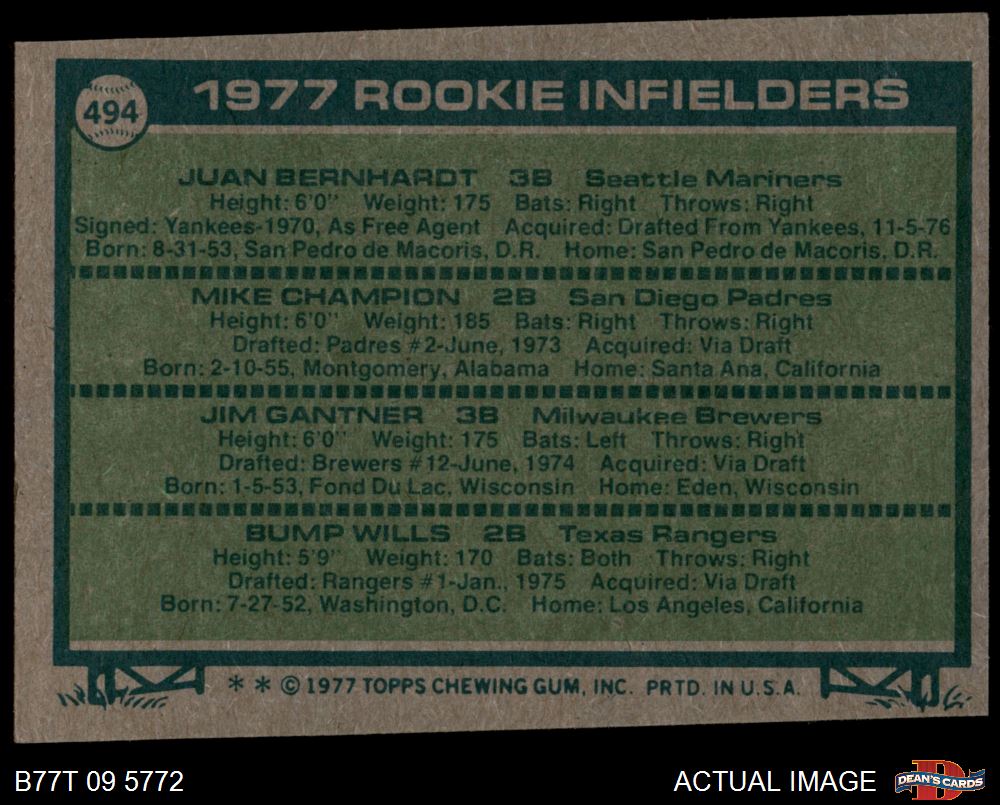 494
1977 ROOKIE INFIELDERS
JUAN BERNHARDT 3B Seattle Mariners
Height: 6'0" Weight: 175 Bats: Right Throws: Right
Signed: Yankees-1970, As Free Agent Acquired: Drafted From Yankees, 11-5-76
Born: 8-31-53, San Pedro de Macoris, D.R. Home: San Pedro de Macoris, D.R.
MIKE CHAMPION 2B San Diego Padres
Height: 6'0" Weight: 185 Bats: Right Throws: Right
Drafted: Padres #2-June, 1973 Acquired: Via Draft
Born: 2-10-55, Montgomery, Alabama Home: Santa Ana, California
JIM GANTNER 3B Milwaukee Brewers
Height: 6'0" Weight: 175 Bats: Left Throws: Right
Drafted: Brewers #12-June, 1974 Acquired: Via Draft
Born: 1-5-53, Fond Du Lac, Wisconsin Home: Eden, Wisconsin
BUMP WILLS 2B Texas Rangers
Height: 5'9" Weight: 170 Bats: Both Throws: Right
Drafted: Rangers #1-Jan., 1975 Acquired: Via Draft
Born: 7-27-52, Washington, D.C. Home: Los Angeles, California
* * © 1977 TOPPS CHEWING GUM, INC. PRTD. IN U.S.A.
B77T 09 5772 ACTUAL IMAGE D DEAN'S CARDS